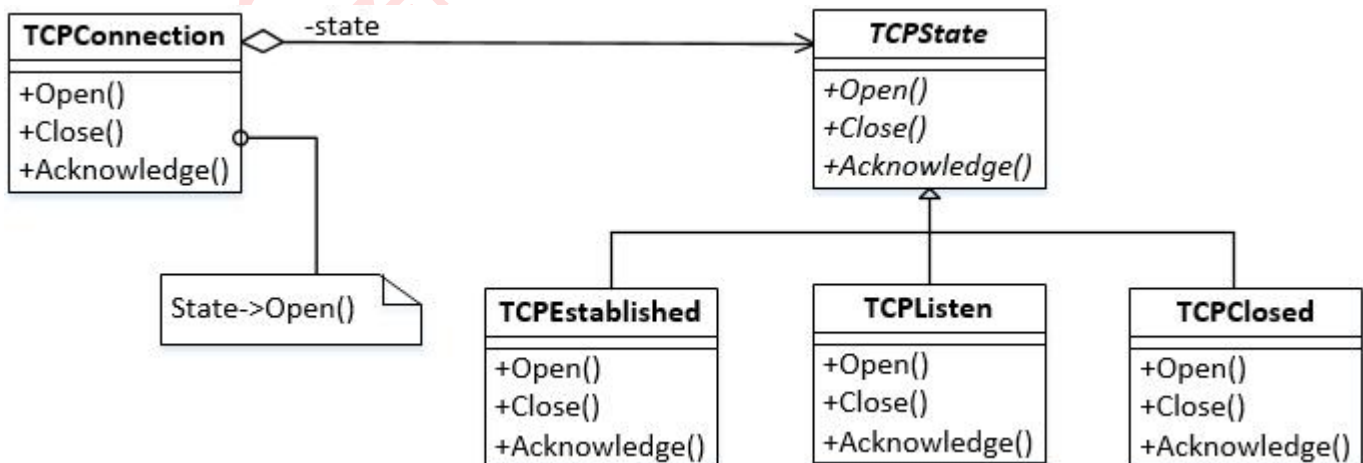 TCPConnection
+Open()
+Close()
+Acknowledge()
-state
TCPState
+Open()
+Close()
+Acknowledge()
State->Open()
TCPEstablished
+Open()
+Close()
+Acknowledge()
TCPListen
+Open()
+Close()
+Acknowledge()
TCPClosed
+Open()
+Close()
+Acknowledge()